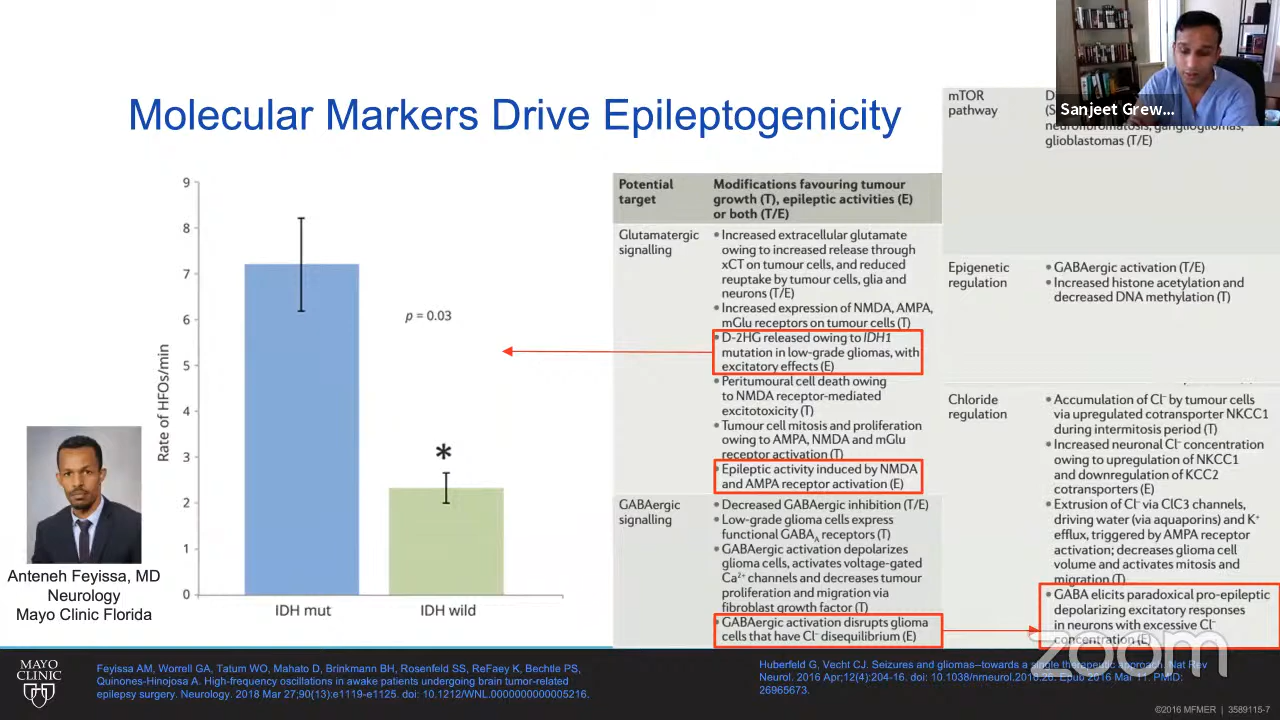 Molecular Markers Drive Epileptogenicity
Sanjeet Grew...
9
8
7
6
5
4
3
2
1
0
Rate of HFOs/min
p = 0.03
*
IDH mut
IDH wild
Anteneh Feyissa, MD
Neurology
Mayo Clinic Florida
Potential
target
Modifications favouring tumour
growth (T), epileptic activities (E)
or both (T/E)
Glutamatergic
signalling
• Increased extracellular glutamate
owing to increased release through
xCT on tumour cells, and reduced
reuptake by tumour cells, glia and
neurons (T/E)
• Increased expression of NMDA, AMPA,
mGlu receptors on tumour cells (T)
• D-2HG released owing to IDH1
mutation in low-grade gliomas, with
excitatory effects (E)
• Peritumoural cell death owing
to NMDA receptor-mediated
excitotoxicity (T)
• Tumour cell mitosis and proliferation
owing to AMPA, NMDA and mGlu
receptor activation (T)
• Epileptic activity induced by NMDA
and AMPA receptor activation (E)
GABAergic
signalling
• Decreased GABAergic inhibition (T/E)
• Low-grade glioma cells express
functional GABAA receptors (T)
• GABAergic activation depolarizes
glioma cells, activates voltage-gated
Ca²⁺ channels and decreases tumour
proliferation and migration via
fibroblast growth factor (T)
• GABAergic activation disrupts glioma
cells that have Cl⁻ disequilibrium (E)
mTOR
pathway
neurofibromatosis, gangliogliomas,
glioblastomas (T/E)
Epigenetic
regulation
• GABAergic activation (T/E)
• Increased histone acetylation and
decreased DNA methylation (T)
Chloride
regulation
• Accumulation of Cl⁻ by tumour cells
via upregulated cotransporter NKCC1
during intermitosis period (T)
• Increased neuronal Cl⁻ concentration
owing to upregulation of NKCC1
and downregulation of KCC2
cotransporters (E)
• Extrusion of Cl⁻ via ClC3 channels,
driving water (via aquaporins) and K⁺
efflux, triggered by AMPA receptor
activation; decreases glioma cell
volume and activates mitosis and
migration (T)
• GABA elicits paradoxical pro-epileptic
depolarizing excitatory responses
in neurons with excessive Cl⁻
concentration (E)
zoom
MAYO
CLINIC
Feyissa AM, Worrell GA, Tatum WO, Mahato D, Brinkmann BH, Rosenfeld SS, ReFaey K, Bechtle PS,
Quinones-Hinojosa A. High-frequency oscillations in awake patients undergoing brain tumor-related
epilepsy surgery. Neurology. 2018 Mar 27;90(13):e1119-e1125. doi: 10.1212/WNL.0000000000005216.
Huberfeld G, Vecht CJ. Seizures and gliomas--towards a single therapeutic approach. Nat Rev
Neurol. 2016 Apr;12(4):204-16. doi: 10.1038/nrneurol.2016.26. Epub 2016 Mar 11. PMID:
26965673.
©2016 MFMER | 3589115-7